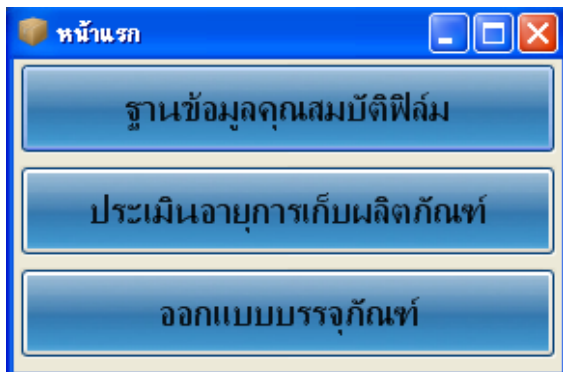 หน้าแรก
ฐานข้อมูลคุณสมบัติฟิล์ม
ประเมินอายุการเก็บผลิตภัณฑ์
ออกแบบบรรจุภัณฑ์